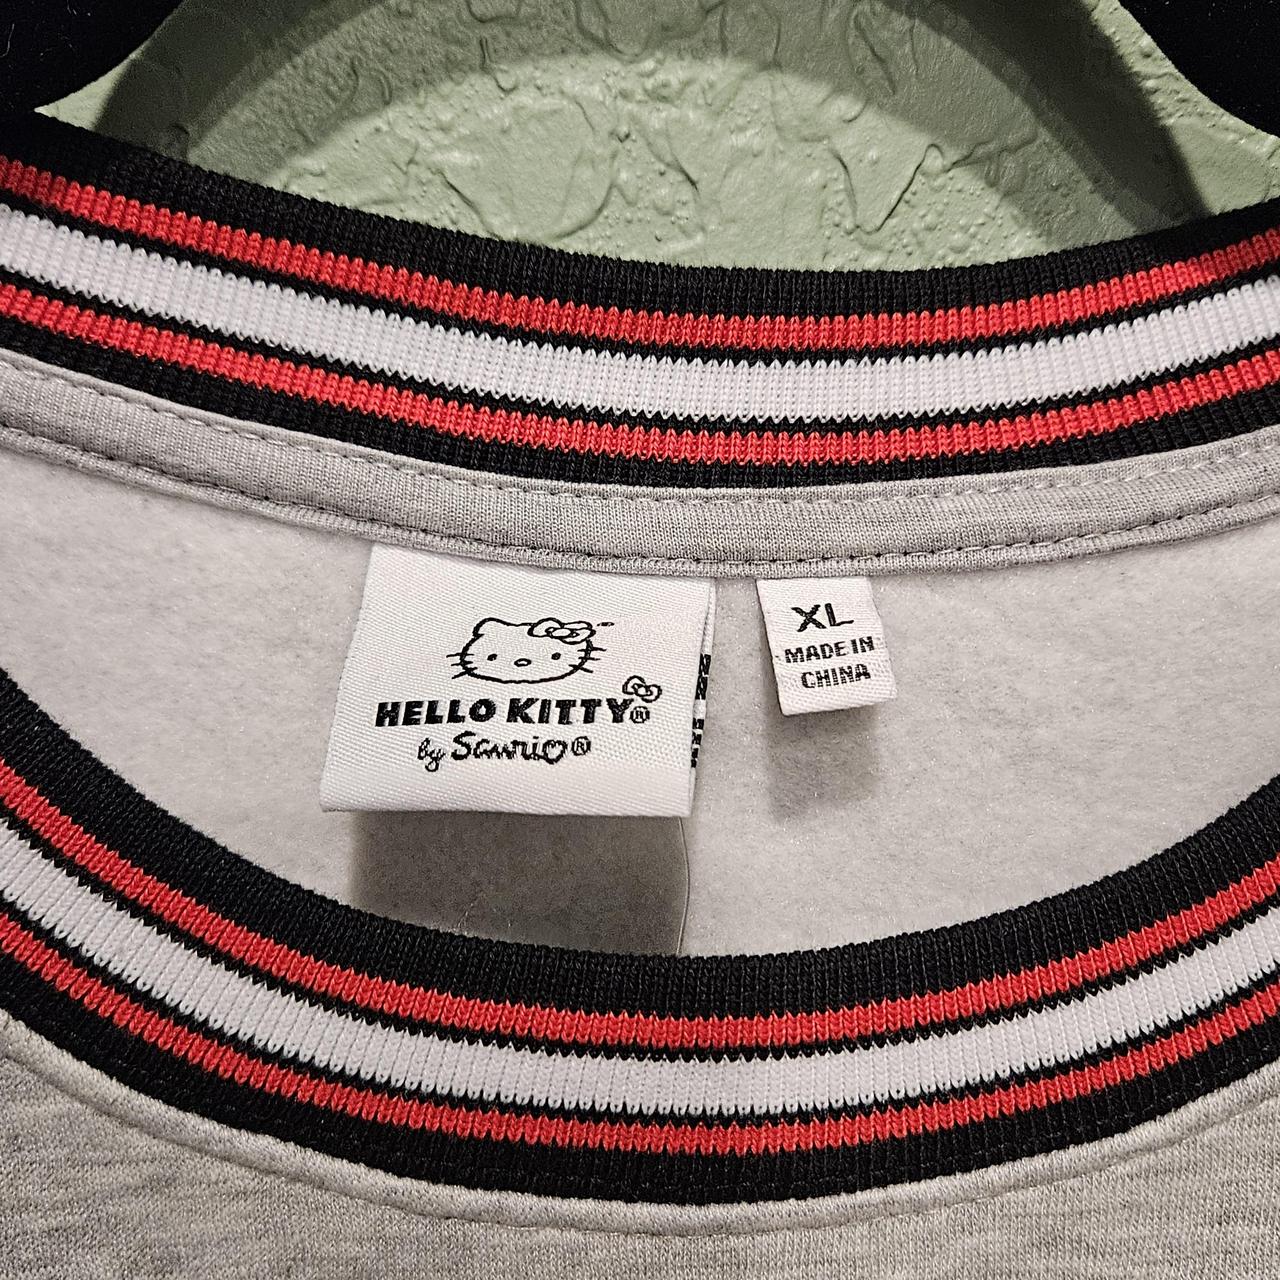 HELLO KITTY®
by Sanrio®
XL
MADE IN
CHINA